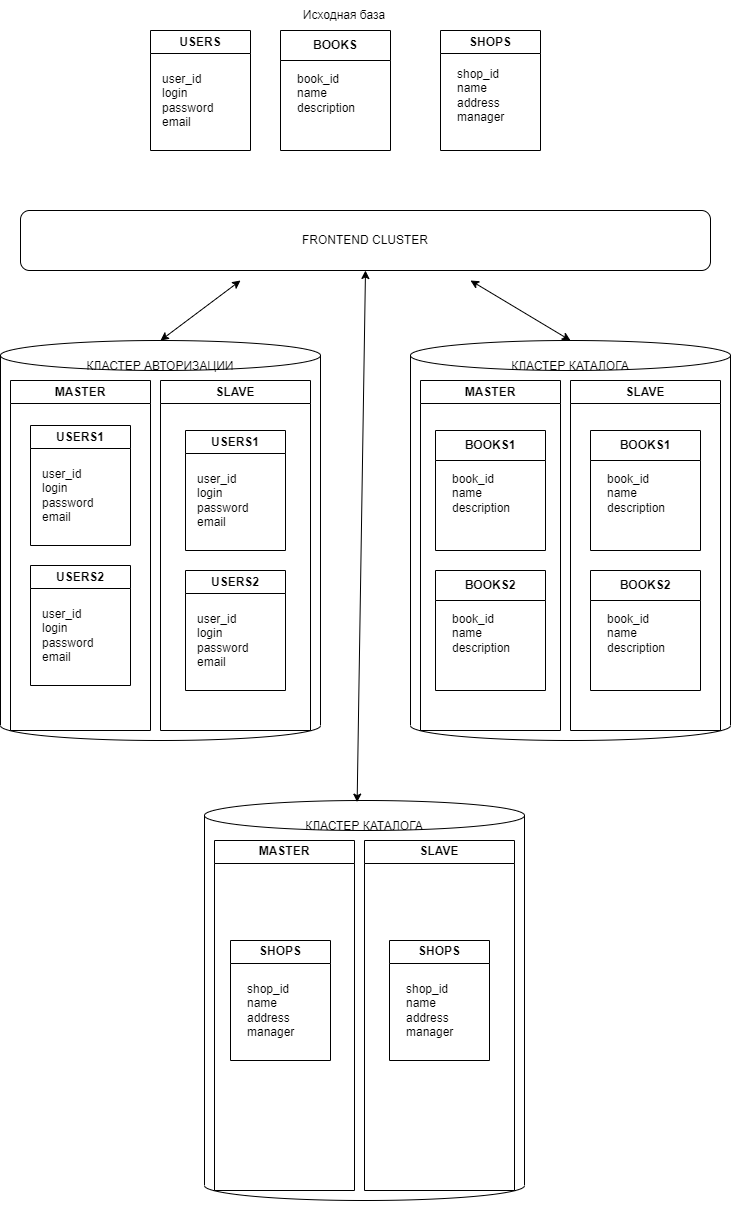 Исходная база
USERS
user_id
login
password
email
BOOKS
book_id
name
description
SHOPS
shop_id
name
address
manager
FRONTEND CLUSTER
КЛАСТЕР АВТОРИЗАЦИИ
MASTER
USERS1
user_id
login
password
email
USERS2
user_id
login
password
email
SLAVE
USERS1
user_id
login
password
email
USERS2
user_id
login
password
email
КЛАСТЕР КАТАЛОГА
MASTER
BOOKS1
book_id
name
description
BOOKS2
book_id
name
description
SLAVE
BOOKS1
book_id
name
description
BOOKS2
book_id
name
description
КЛАСТЕР КАТАЛОГА
MASTER
SHOPS
shop_id
name
address
manager
SLAVE
SHOPS
shop_id
name
address
manager